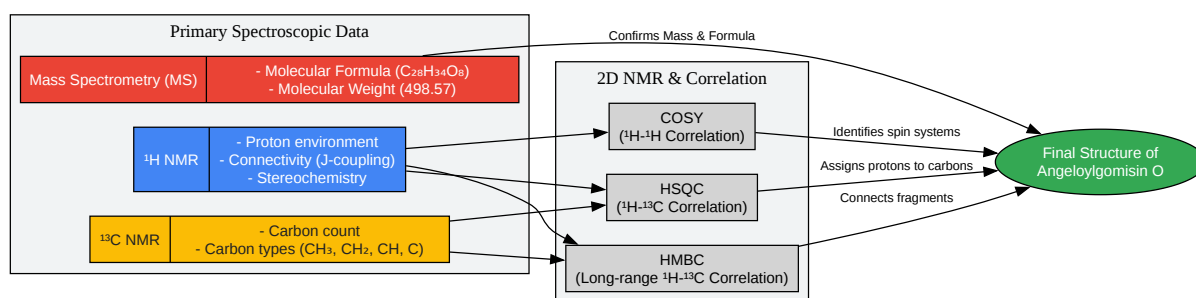 Primary Spectroscopic Data
Mass Spectrometry (MS)
- Molecular Formula (C₂₈H₃₄O₈)
- Molecular Weight (498.57)
¹H NMR
- Proton environment
- Connectivity (J-coupling)
- Stereochemistry
¹³C NMR
- Carbon count
- Carbon types (CH₃, CH₂, CH, C)
2D NMR & Correlation
COSY
(¹H-¹H Correlation)
HSQC
(¹H-¹³C Correlation)
HMBC
(Long-range ¹H-¹³C Correlation)
Confirms Mass & Formula
Identifies spin systems
Assigns protons to carbons
Connects fragments
Final Structure of
Angeloylgomisin O